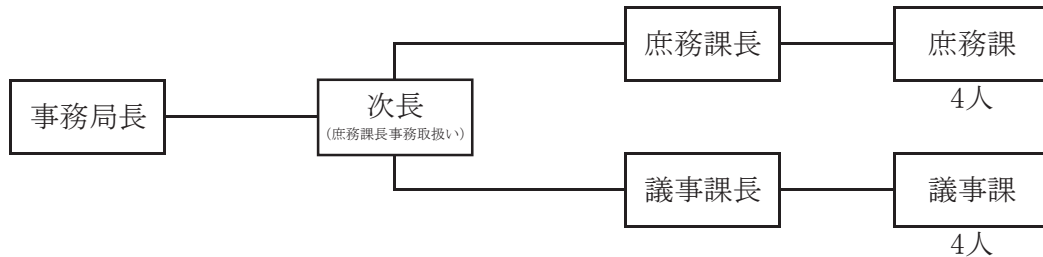 事務局長
次長
(庶務課長事務取扱い)
庶務課長
庶務課
4人
議事課長
議事課
4人